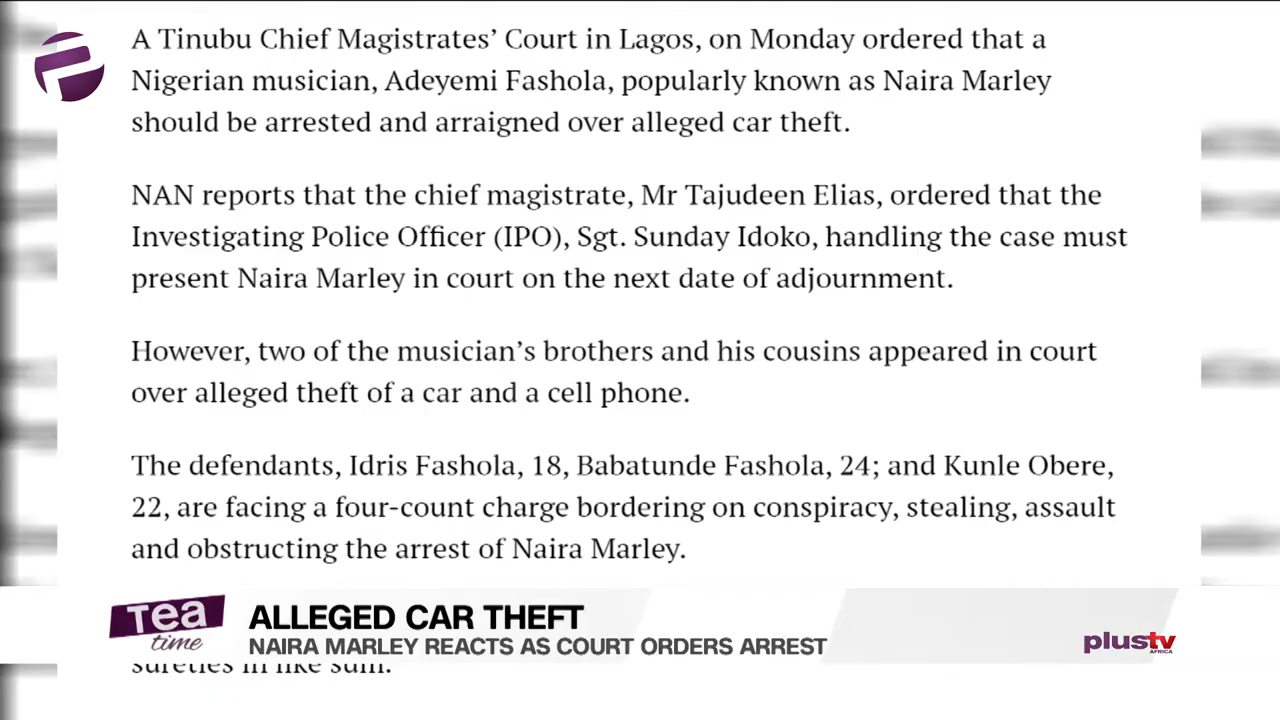 A Tinubu Chief Magistrates’ Court in Lagos, on Monday ordered that a
Nigerian musician, Adeyemi Fashola, popularly known as Naira Marley
should be arrested and arraigned over alleged car theft.
NAN reports that the chief magistrate, Mr Tajudeen Elias, ordered that the
Investigating Police Officer (IPO), Sgt. Sunday Idoko, handling the case must
present Naira Marley in court on the next date of adjournment.
However, two of the musician’s brothers and his cousins appeared in court
over alleged theft of a car and a cell phone.
The defendants, Idris Fashola, 18, Babatunde Fashola, 24; and Kunle Obere,
22, are facing a four-count charge bordering on conspiracy, stealing, assault
and obstructing the arrest of Naira Marley.
Tea
time
ALLEGED CAR THEFT
NAIRA MARLEY REACTS AS COURT ORDERS ARREST
plustv
AFRICA
sureties in like sum.